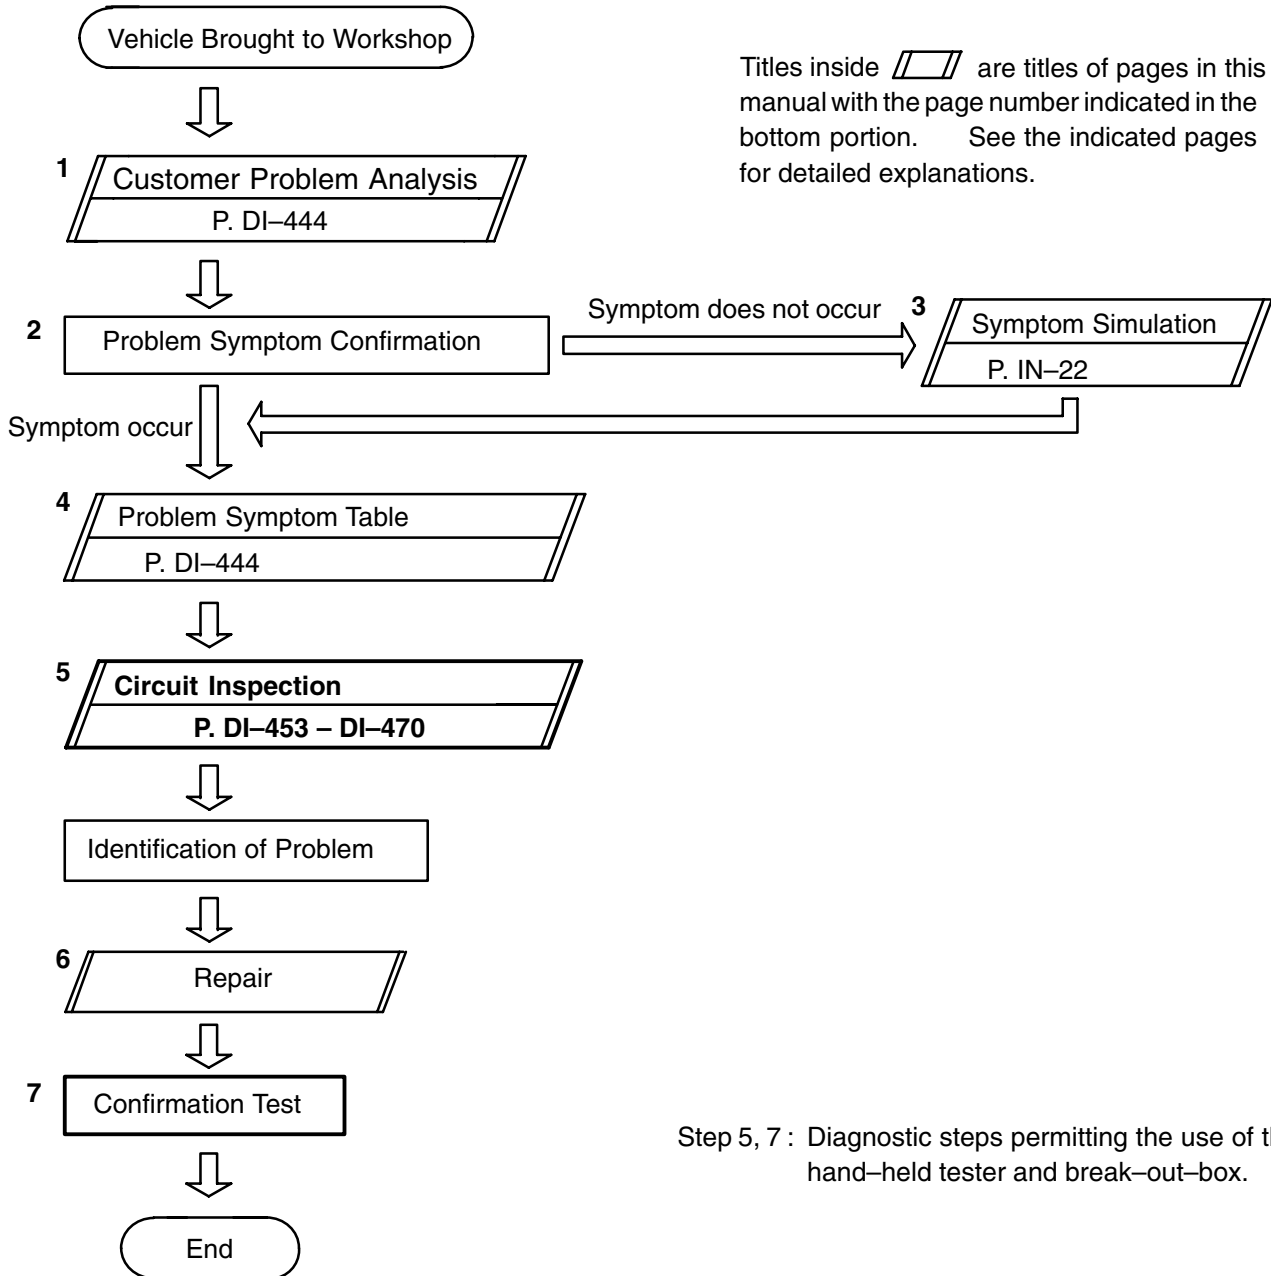 Vehicle Brought to Workshop
Titles inside are titles of pages in this
manual with the page number indicated in the
bottom portion. See the indicated pages
for detailed explanations.
1
Customer Problem Analysis
P. DI–444
2
Problem Symptom Confirmation
Symptom does not occur
3
Symptom Simulation
P. IN–22
Symptom occur
4
Problem Symptom Table
P. DI–444
5
Circuit Inspection
P. DI–453 – DI–470
Identification of Problem
6
Repair
7
Confirmation Test
Step 5, 7 : Diagnostic steps permitting the use of
hand–held tester and break–out–box.
End